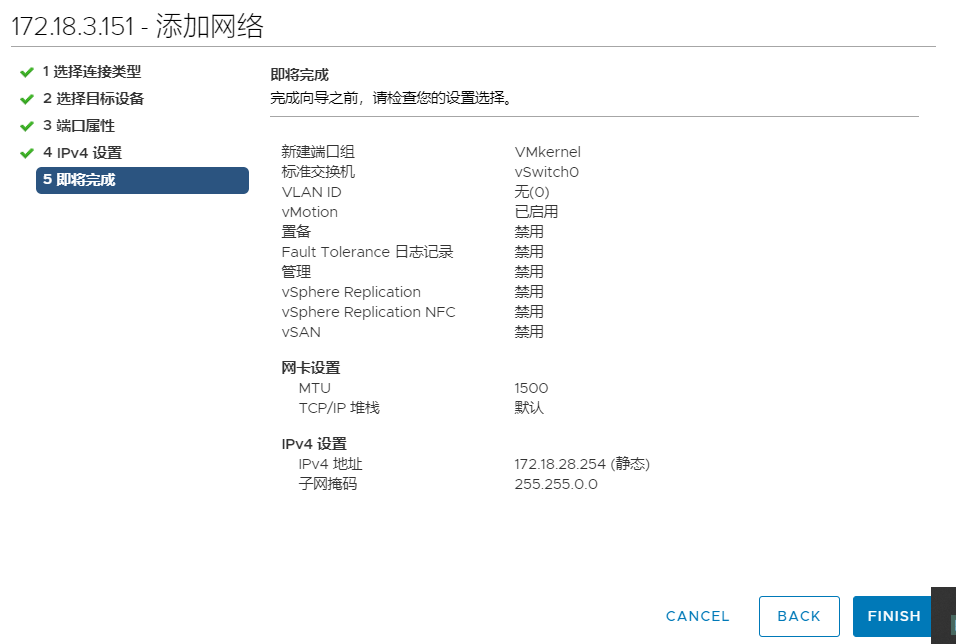 172.18.3.151 - 添加网络
1 选择连接类型
2 选择目标设备
3 端口属性
4 IPv4 设置
5 即将完成
即将完成
完成向导之前，请检查您的设置选择。
新建端口组 VMkernel
标准交换机 vSwitch0
VLAN ID 无(0)
vMotion 已启用
置备 禁用
Fault Tolerance 日志记录 禁用
管理 禁用
vSphere Replication 禁用
vSphere Replication NFC 禁用
vSAN 禁用
网卡设置
MTU 1500
TCP/IP 堆栈 默认
IPv4 设置
IPv4 地址 172.18.28.254 (静态)
子网掩码 255.255.0.0
CANCEL BACK FINISH